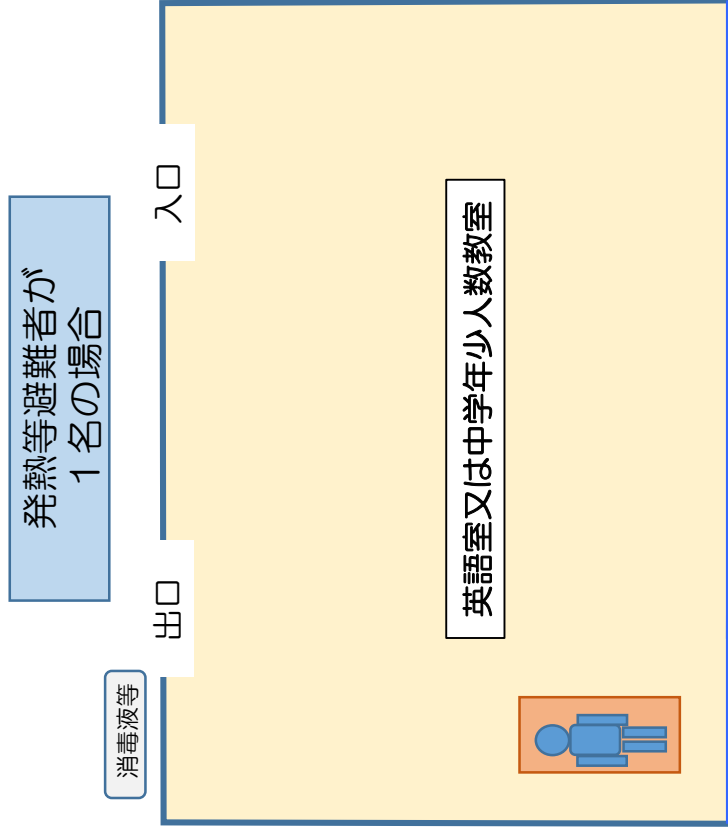 発熱等避難者が
１名の場合
消毒液等
出口
入口
英語室又は中学年少人数教室